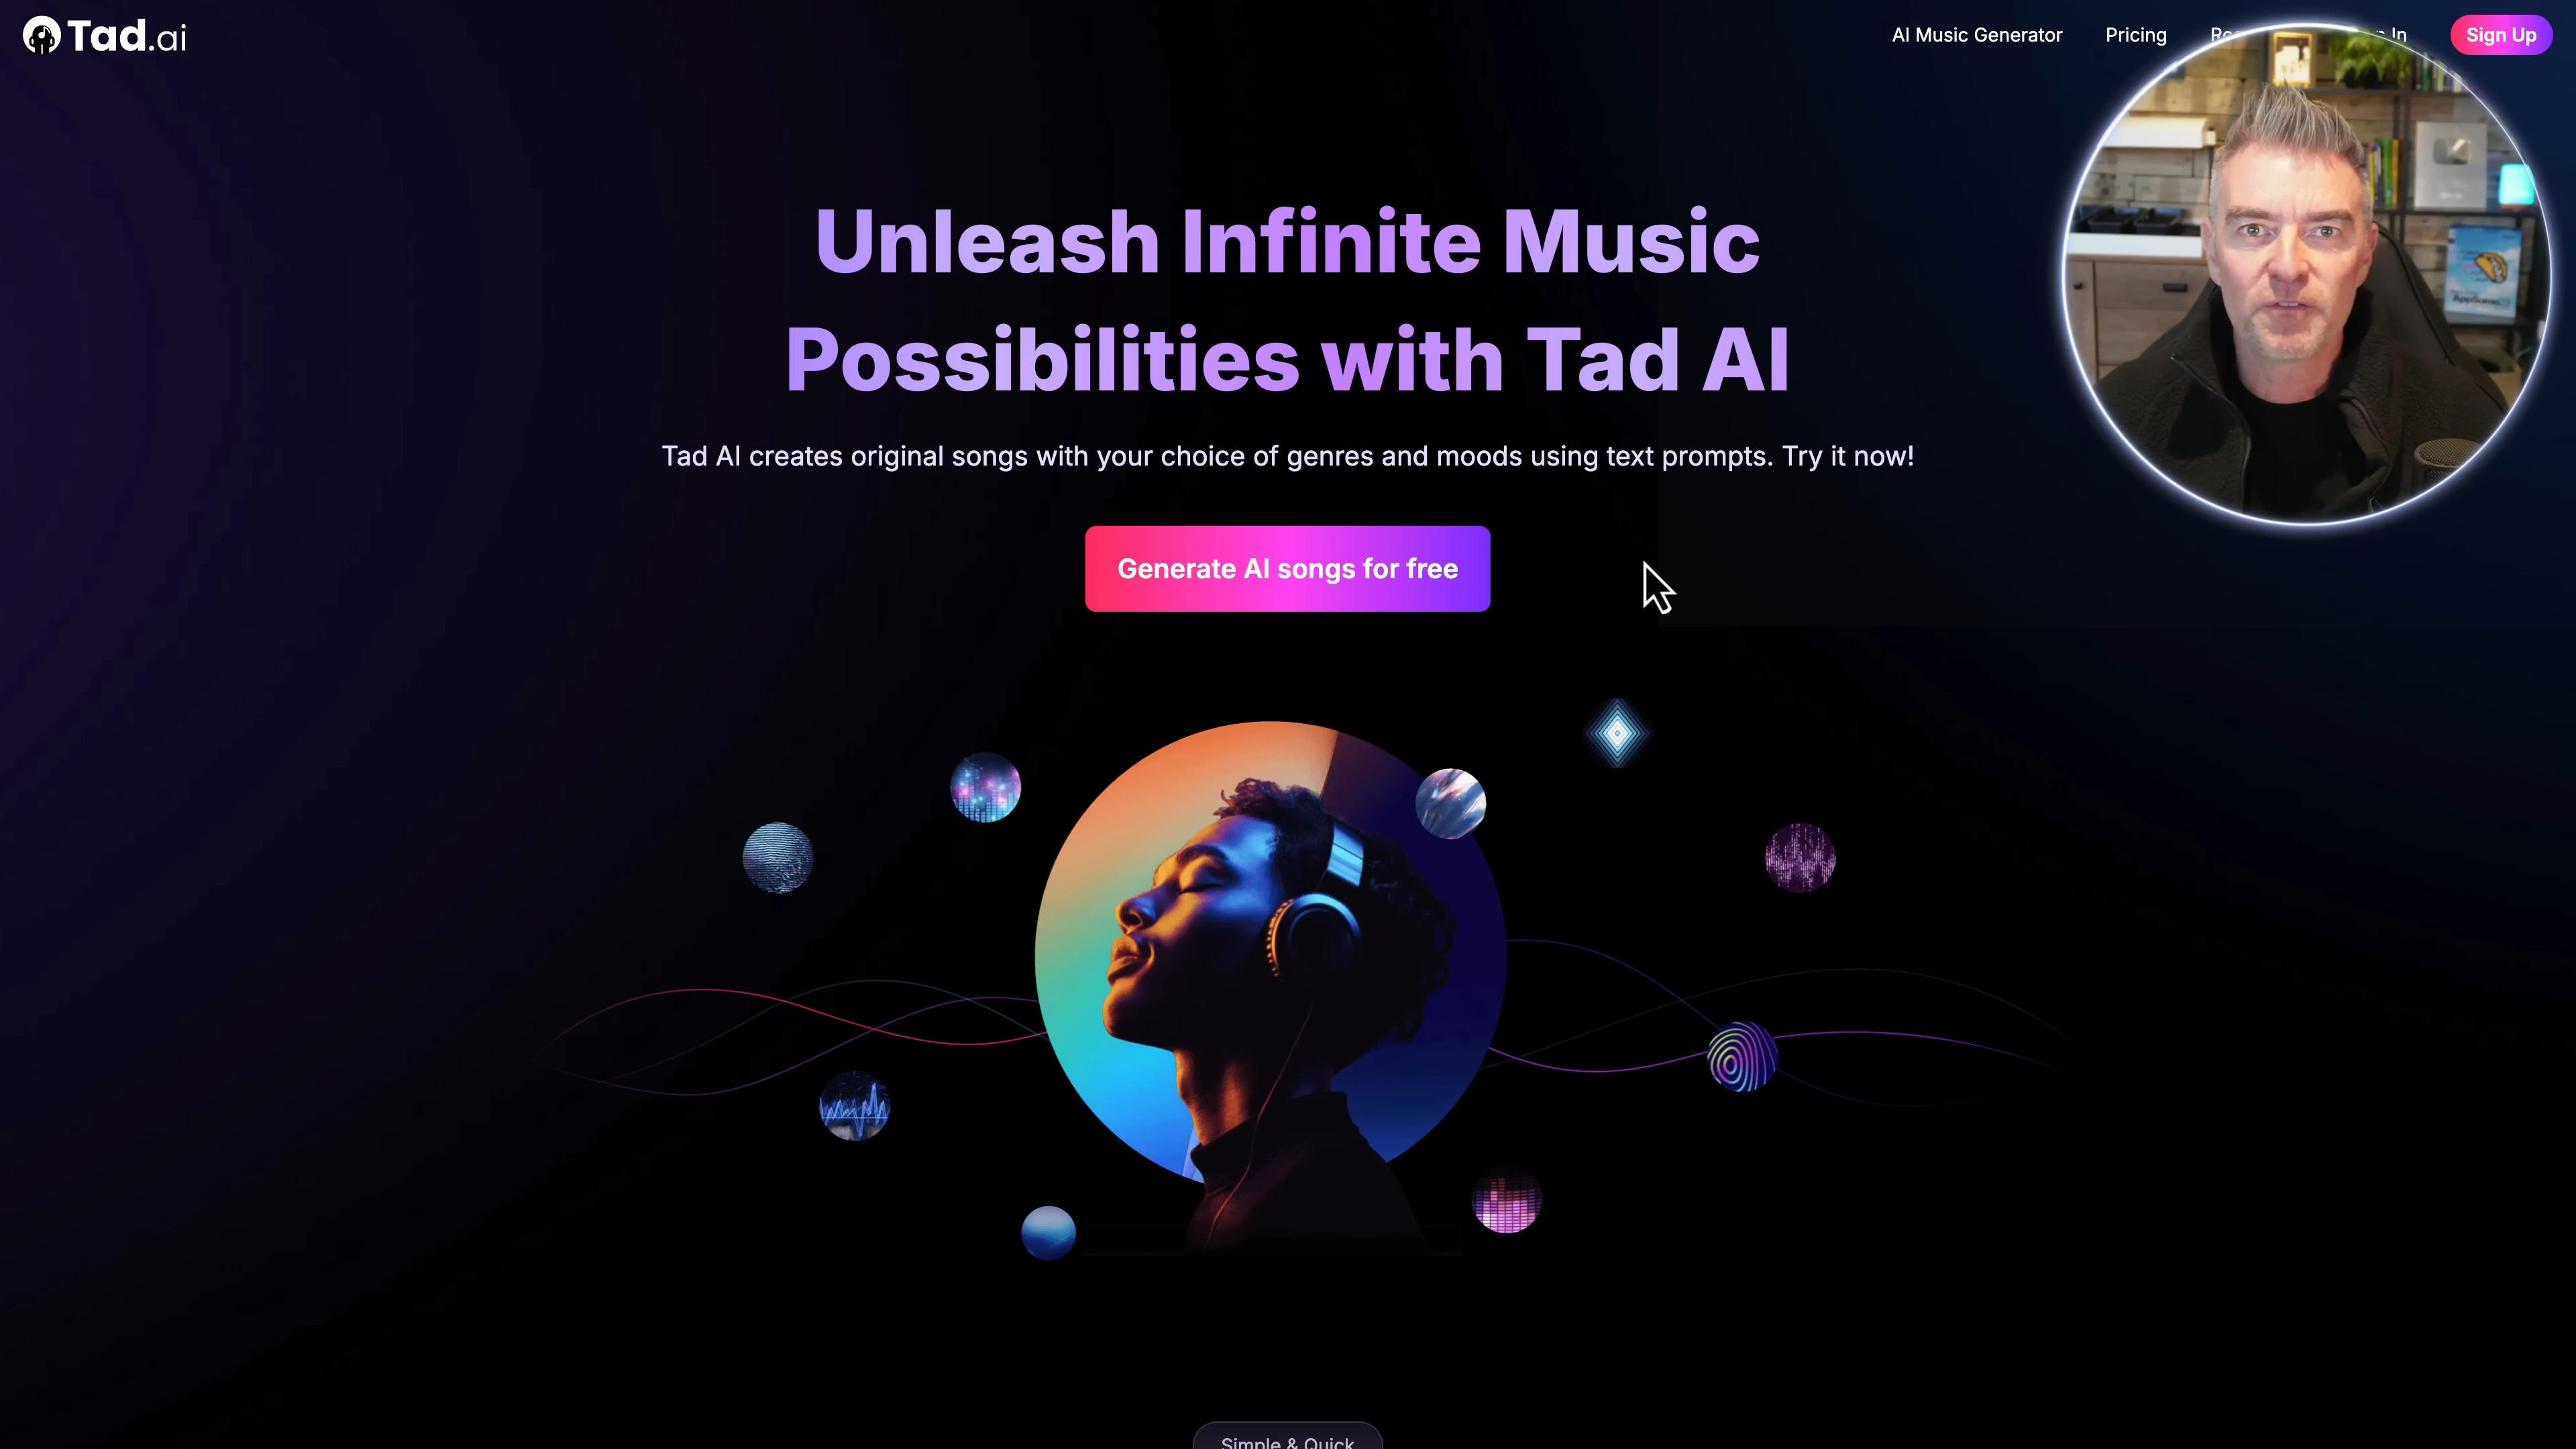 Tad.ai
AI Music Generator
Pricing
In
Sign Up
Unleash Infinite Music
Possibilities with Tad AI
Tad AI creates original songs with your choice of genres and moods using text prompts. Try it now!
Generate AI songs for free
AppSumo
Simple & Quick